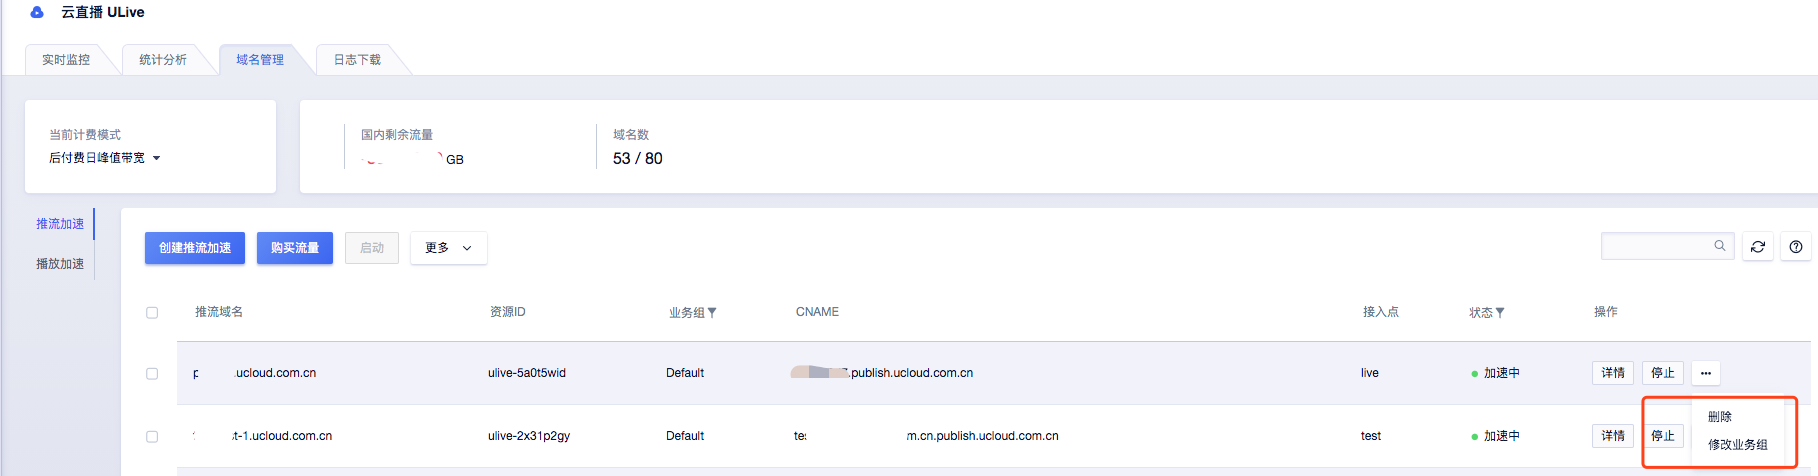 云直播 ULive
实时监控 统计分析 域名管理 日志下载
当前计费模式
后付费日峰值带宽
国内剩余流量
GB
域名数
53 / 80
推流加速
播放加速
创建推流加速 购买流量 启动 更多
推流域名 资源ID 业务组 CNAME 接入点 状态 操作
.ucloud.com.cn ulive-5a0t5wid Default .publish.ucloud.com.cn live 加速中 详情 停止 ...
t-1.ucloud.com.cn ulive-2x31p2gy Default m.cn.publish.ucloud.com.cn test 加速中 详情 停止
删除
修改业务组